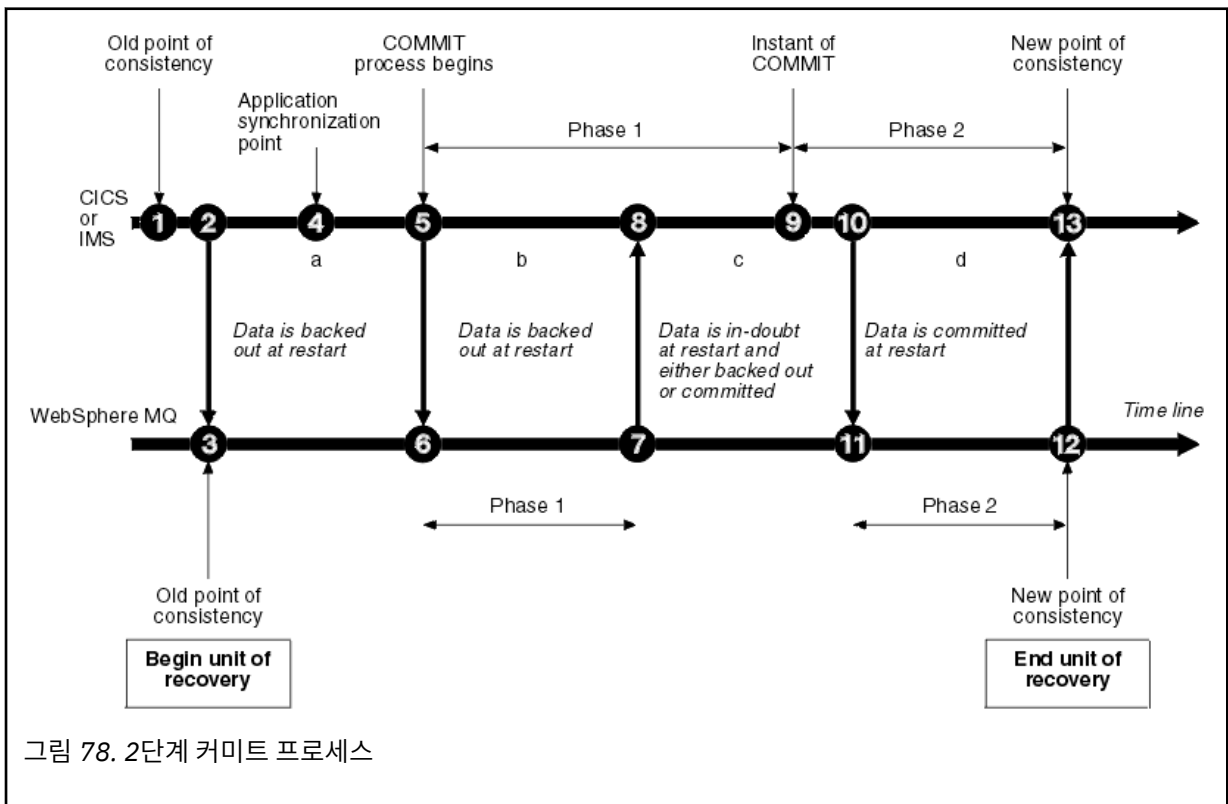 Old point of
consistency
COMMIT
process begins
Instant of
COMMIT
New point of
consistency
Application
synchronization
point
Phase 1
Phase 2
CICS
or
IMS
1
2
4
5
8
9
10
13
a
b
c
d
Data is backed
out at restart
Data is backed
out at restart
Data is in-doubt
at restart and
either backed out
or committed
Data is committed
at restart
WebSphere MQ
Time line
3
6
7
11
12
Phase 1
Phase 2
Old point of
consistency
New point of
consistency
Begin unit of
recovery
End unit of
recovery
그림 78. 2단계 커미트 프로세스